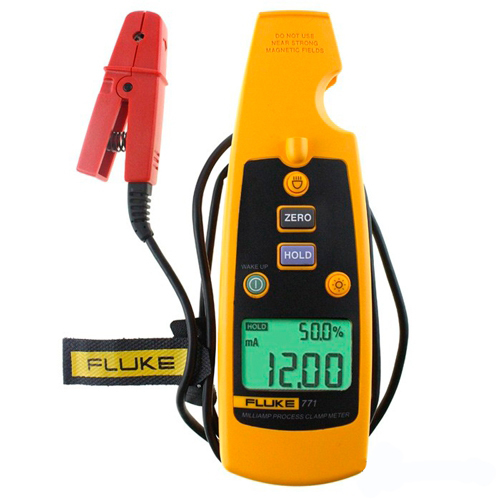 DO NOT USE
NEAR STRONG
MAGNETIC FIELDS
ZERO
HOLD
WAKE UP
HOLD 50.0%
mA
12.00
FLUKE 771
MILLIAMP PROCESS CLAMP METER
FLUKE